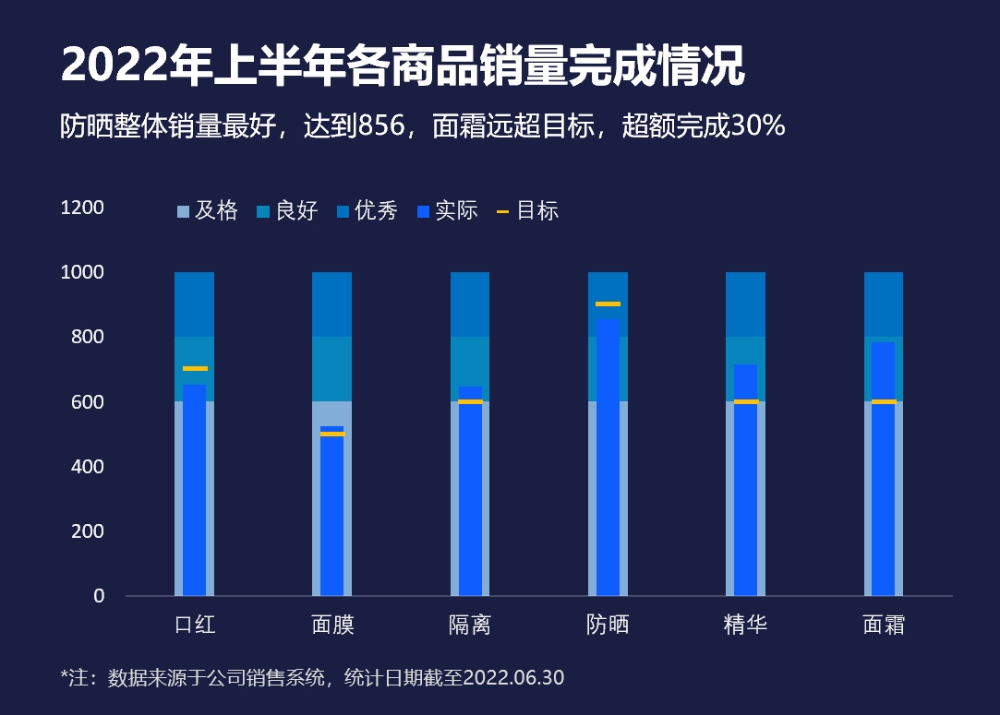 2022年上半年各商品销量完成情况
防晒整体销量最好，达到856，面霜远超目标，超额完成30%
及格 良好 优秀 实际 目标
1200
1000
800
600
400
200
0
口红 面膜 隔离 防晒 精华 面霜
*注：数据来源于公司销售系统，统计日期截至2022.06.30